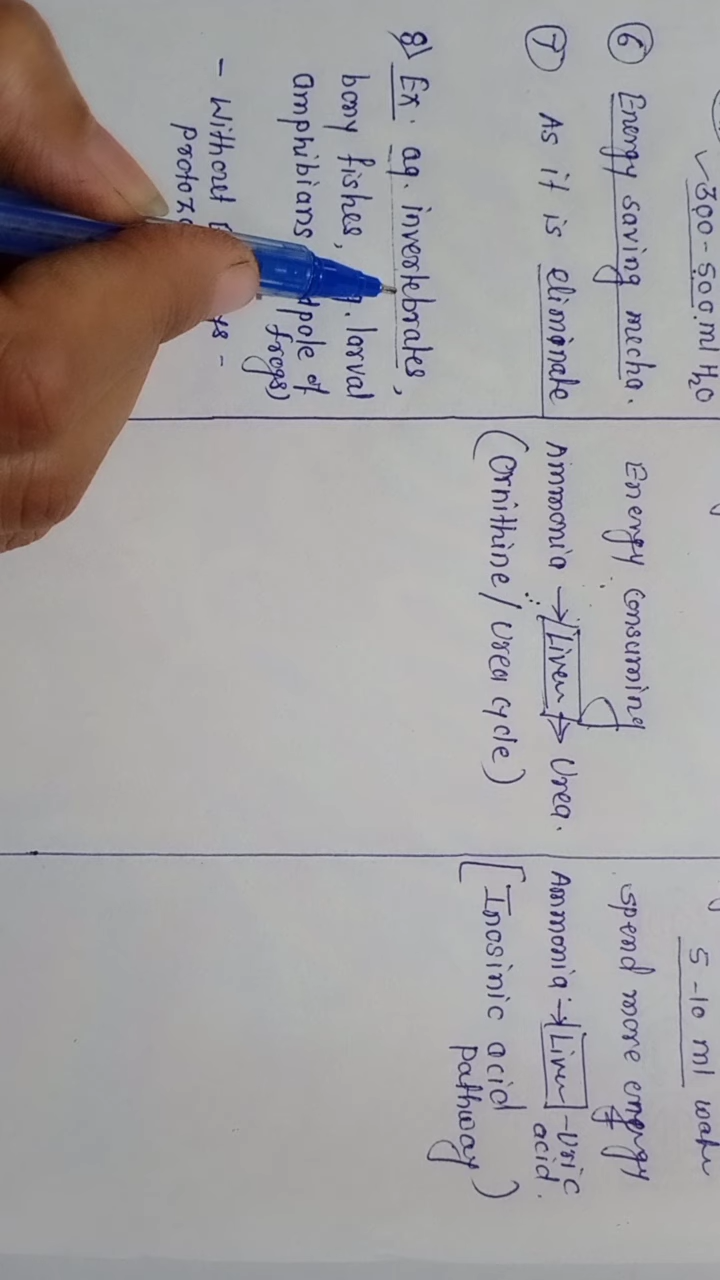 300-500 ml H₂O
⑥ Energy saving mecha.
⑦ As it is eliminate
8) Ex. aq. invertebrates,
bony fishes, larval
amphibians of
frogs)
- Without
Energy consuming
Ammonia → Liver → Urea.
(Ornithine/Urea cycle)
5-10 ml water
spend more energy
Ammonia → Liver - Uric
acid.
[Inosinic acid
pathway)